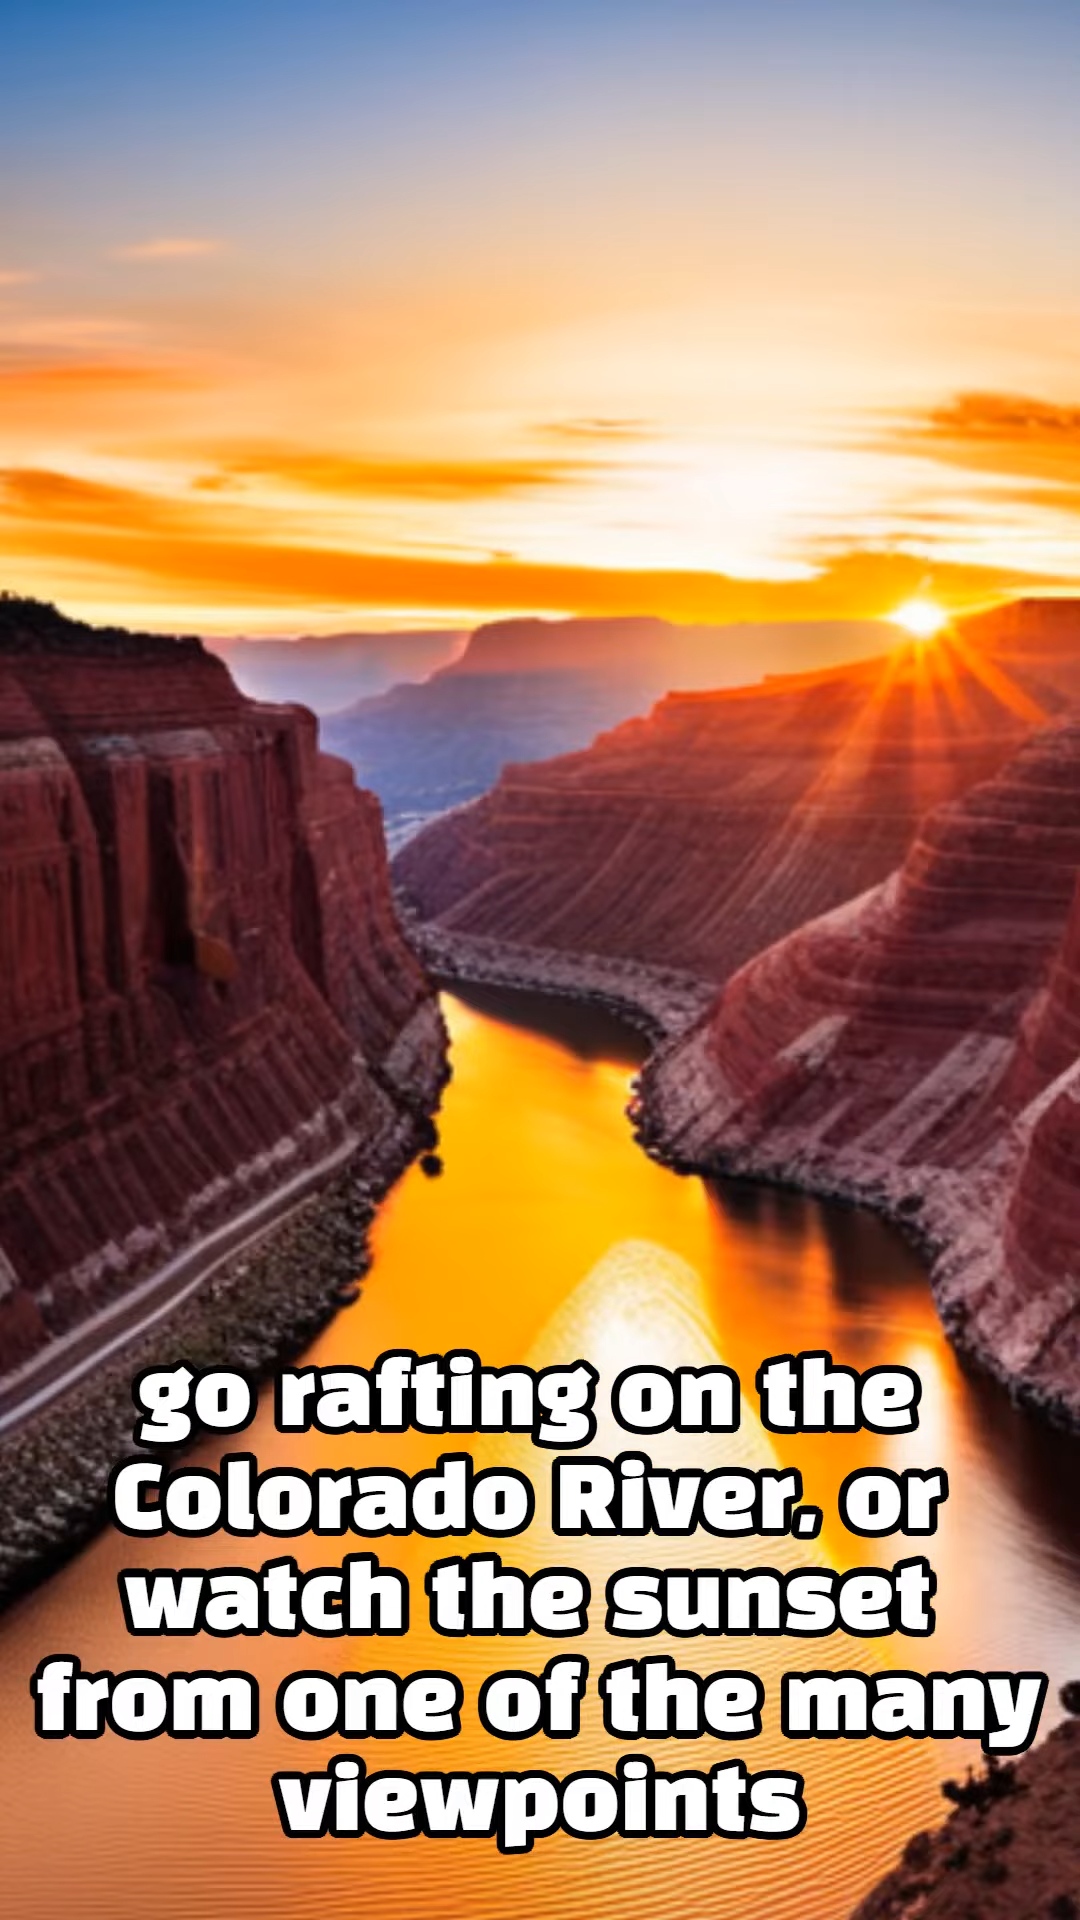 go rafting on the
Colorado River, or
watch the sunset
from one of the many
viewpoints